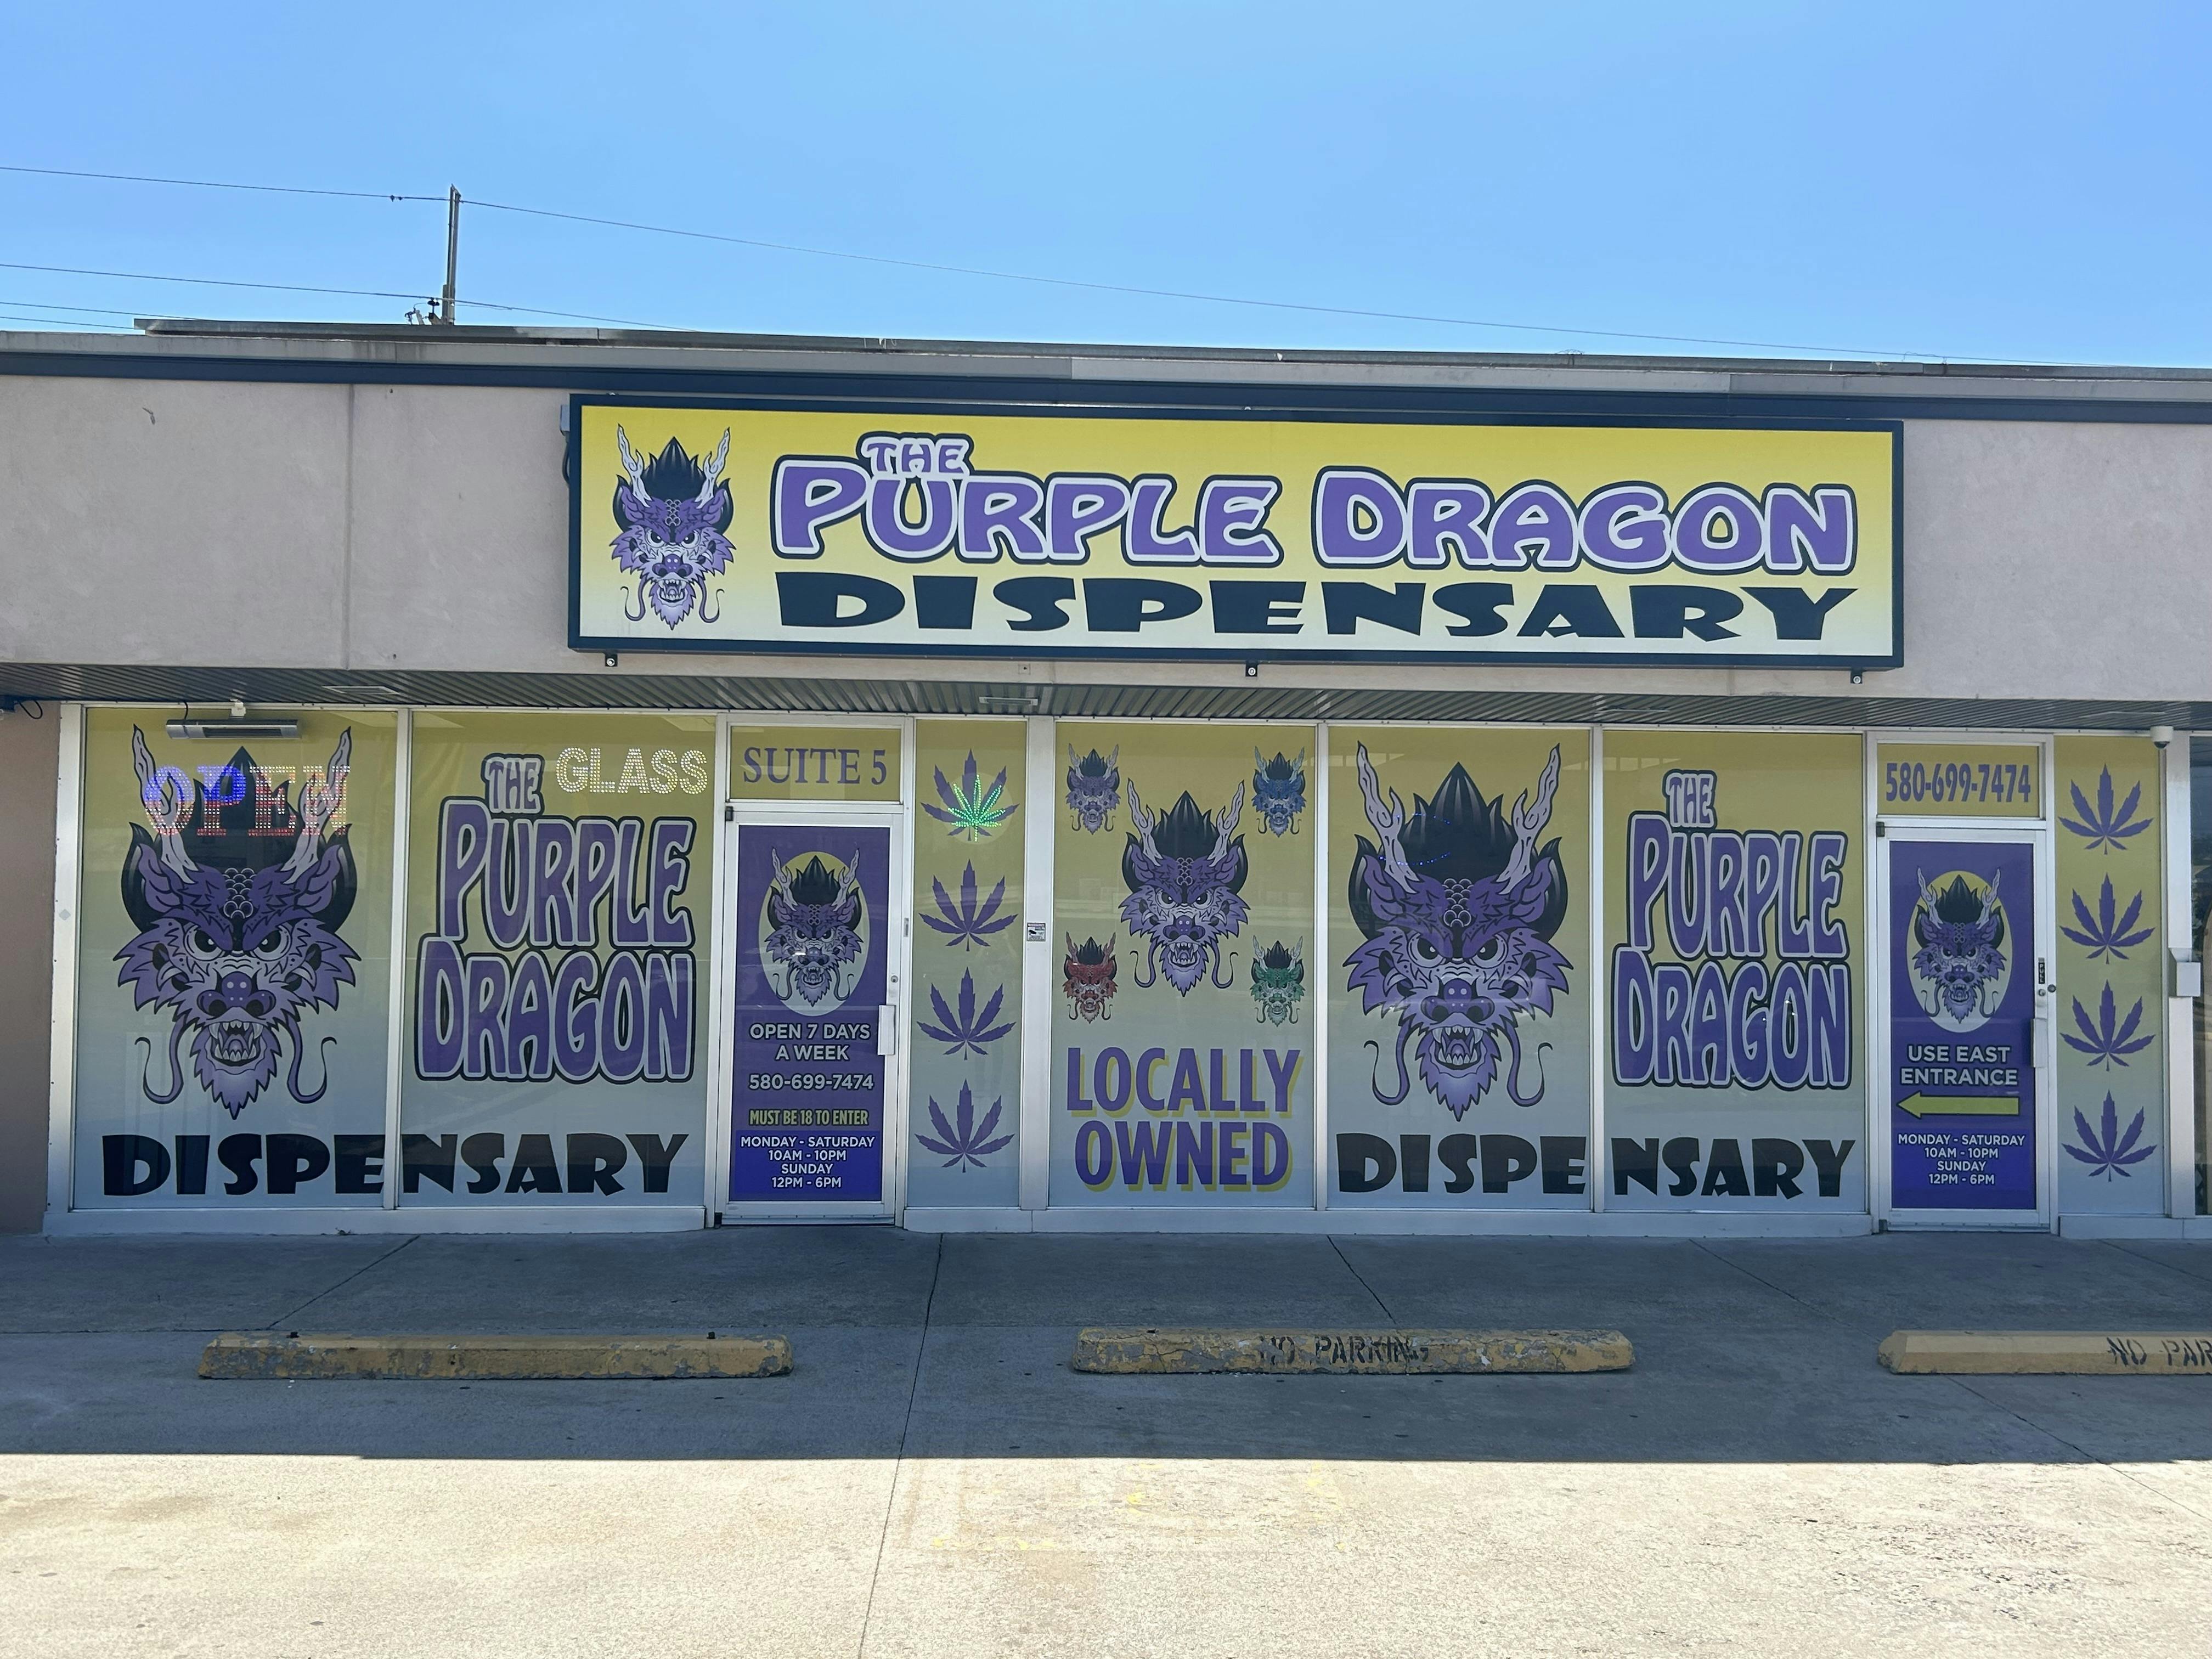 THE
PURPLE DRAGON
DISPENSARY
OPEN
THE
PURPLE
DRAGON
DISPENSARY
GLASS
SUITE 5
OPEN 7 DAYS
A WEEK
580-699-7474
MUST BE 18 TO ENTER
MONDAY - SATURDAY
10AM - 10PM
SUNDAY
12PM - 6PM
LOCALLY
OWNED
THE
PURPLE
DRAGON
DISPENSARY
580-699-7474
USE EAST
ENTRANCE
MONDAY - SATURDAY
10AM - 10PM
SUNDAY
12PM - 6PM
NO PARKING
NO PAR